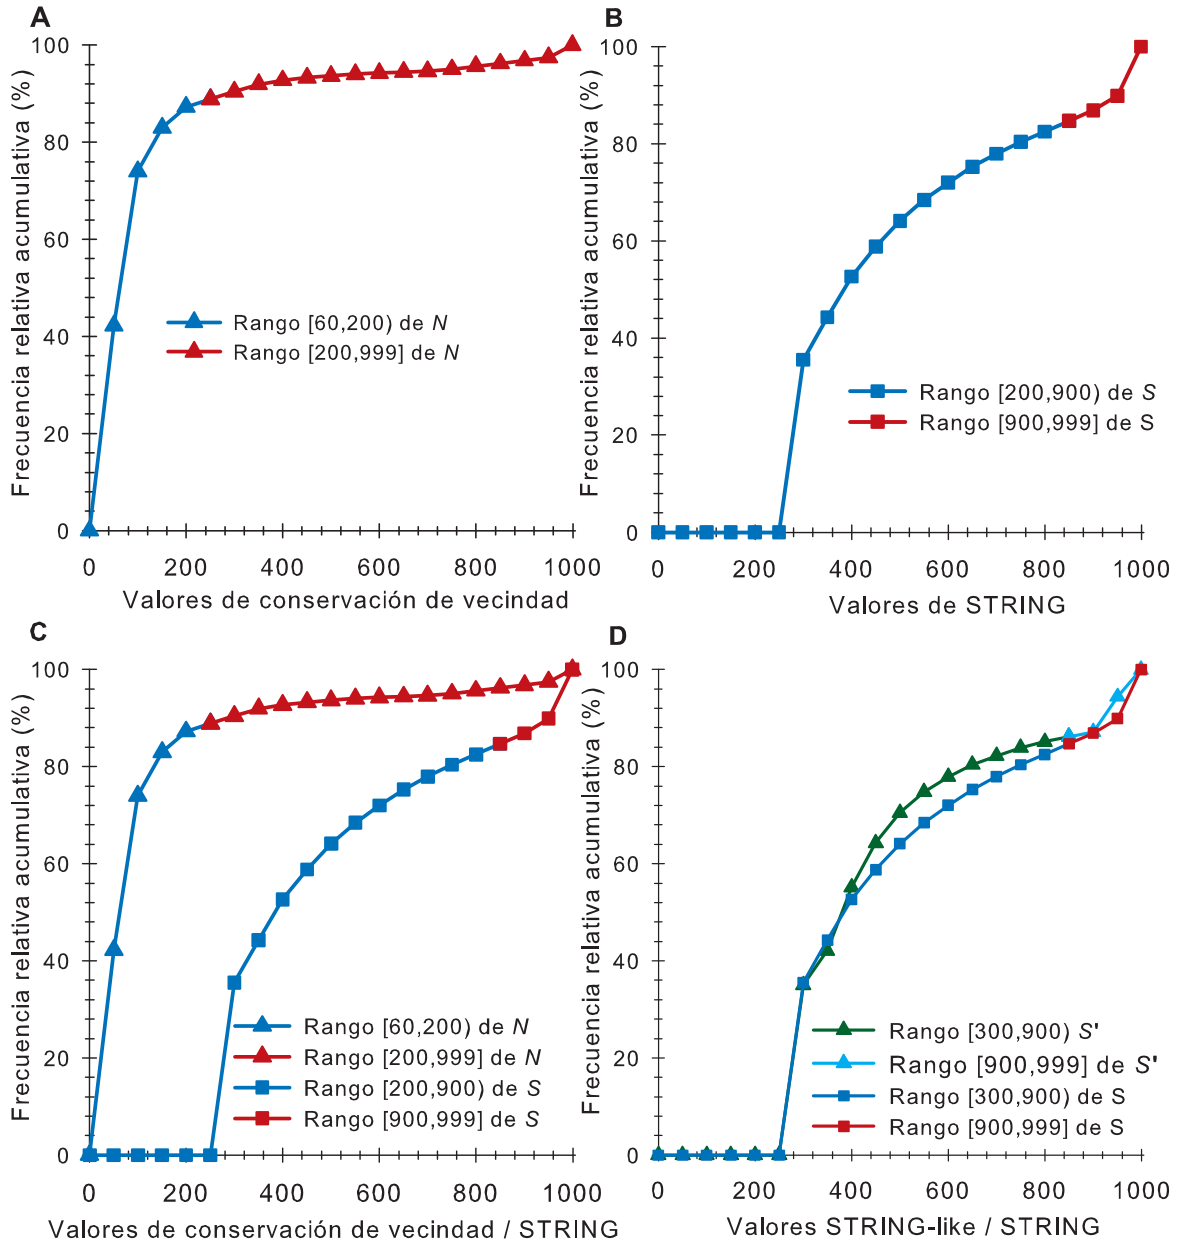 A
Frecuencia relativa acumulativa (%)
100
80
60
40
20
0
Rango [60,200) de N
Rango [200,999] de N
0 200 400 600 800 1000
Valores de conservación de vecindad
B
Frecuencia relativa acumulativa (%)
100
80
60
40
20
0
Rango [200,900) de S
Rango [900,999] de S
0 200 400 600 800 1000
Valores de STRING
C
Frecuencia relativa acumulativa (%)
100
80
60
40
20
0
Rango [60,200) de N
Rango [200,999] de N
Rango [200,900) de S
Rango [900,999] de S
0 200 400 600 800 1000
Valores de conservación de vecindad / STRING
D
Frecuencia relativa acumulativa (%)
100
80
60
40
20
0
Rango [300,900) S'
Rango [900,999] de S'
Rango [300,900) de S
Rango [900,999] de S
0 200 400 600 800 1000
Valores STRING-like / STRING